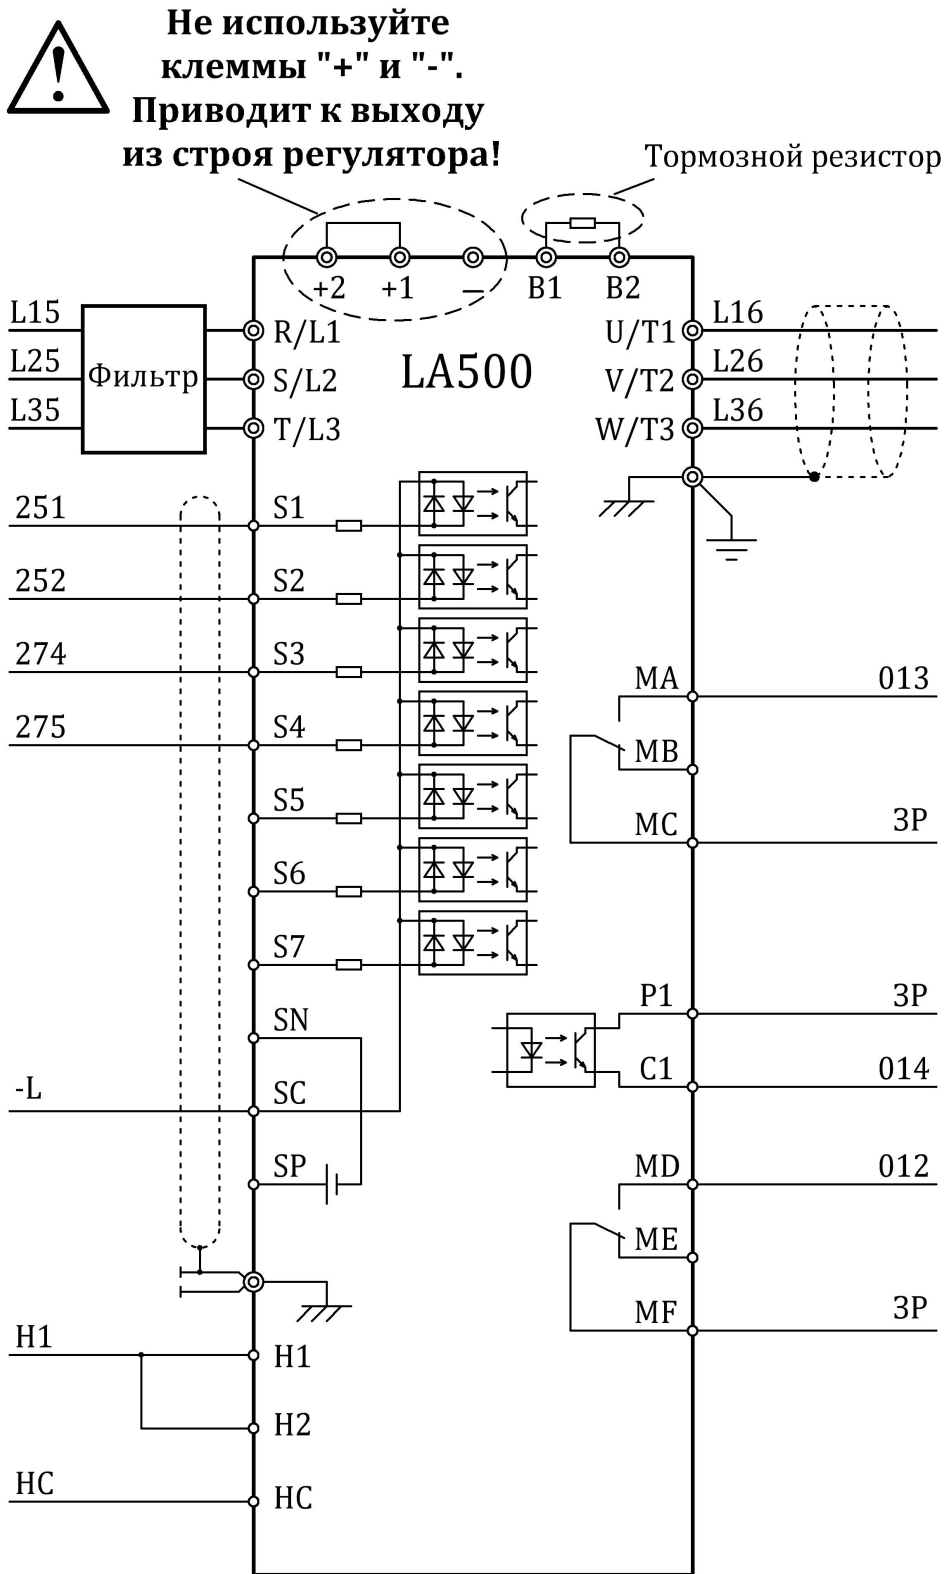 Не используйте
клеммы "+" и "-".
Приводит к выходу
из строя регулятора!
Тормозной резистор
+2 +1 – B1 B2
L15 R/L1 U/T1 L16
L25 Фильтр S/L2 LA500 V/T2 L26
L35 T/L3 W/T3 L36
251 S1
252 S2
274 S3
MA 013
275 S4
MB
S5
MC 3P
S6
S7
P1 3P
SN
C1 014
-L SC
SP MD 012
ME
MF 3P
H1 H1
H2
HC HC